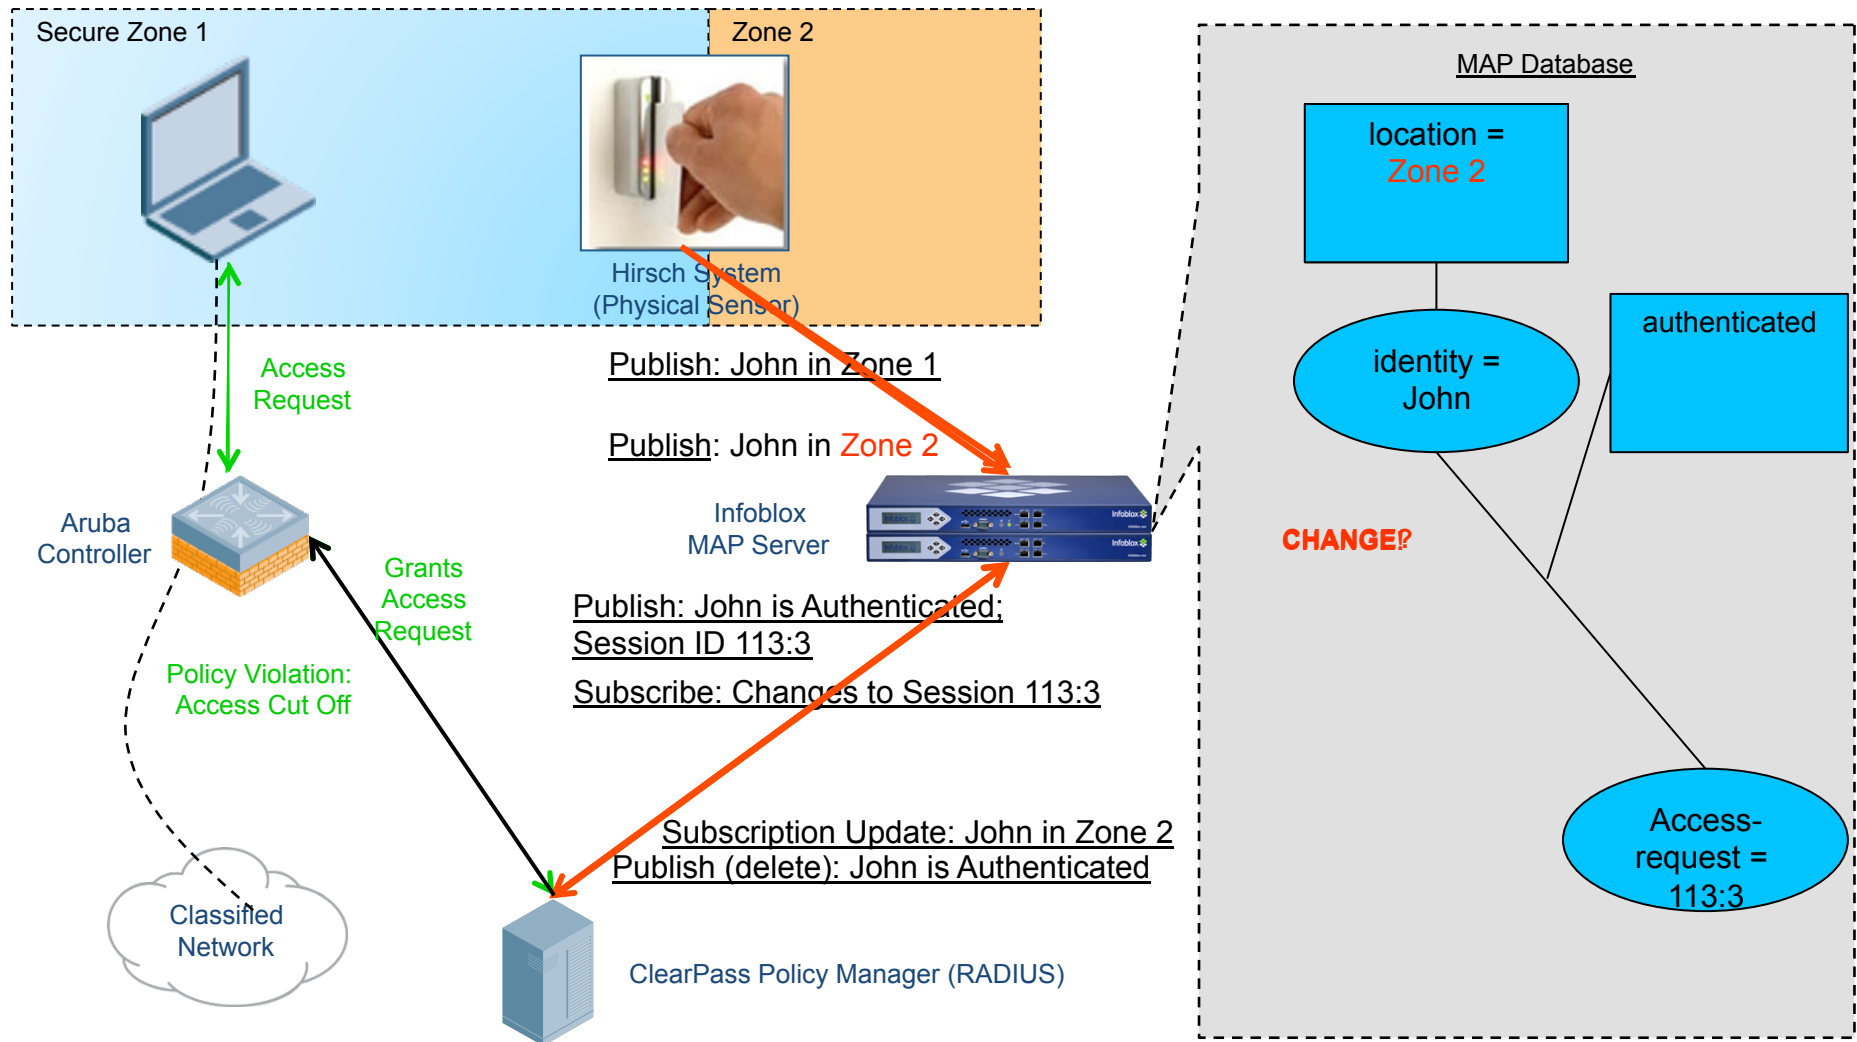 Secure Zone 1
Zone 2
Hirsch System
(Physical Sensor)
Access
Request
Publish: John in Zone 1
Publish: John in Zone 2
Aruba
Controller
Infoblox
MAP Server
Infoblox
Infoblox
Grants
Access
Request
Policy Violation:
Access Cut Off
Publish: John is Authenticated;
Session ID 113:3
Subscribe: Changes to Session 113:3
Subscription Update: John in Zone 2
Publish (delete): John is Authenticated
Classified
Network
ClearPass Policy Manager (RADIUS)
MAP Database
location =
Zone 2
authenticated
identity =
John
CHANGE!?
Access-
request =
113:3